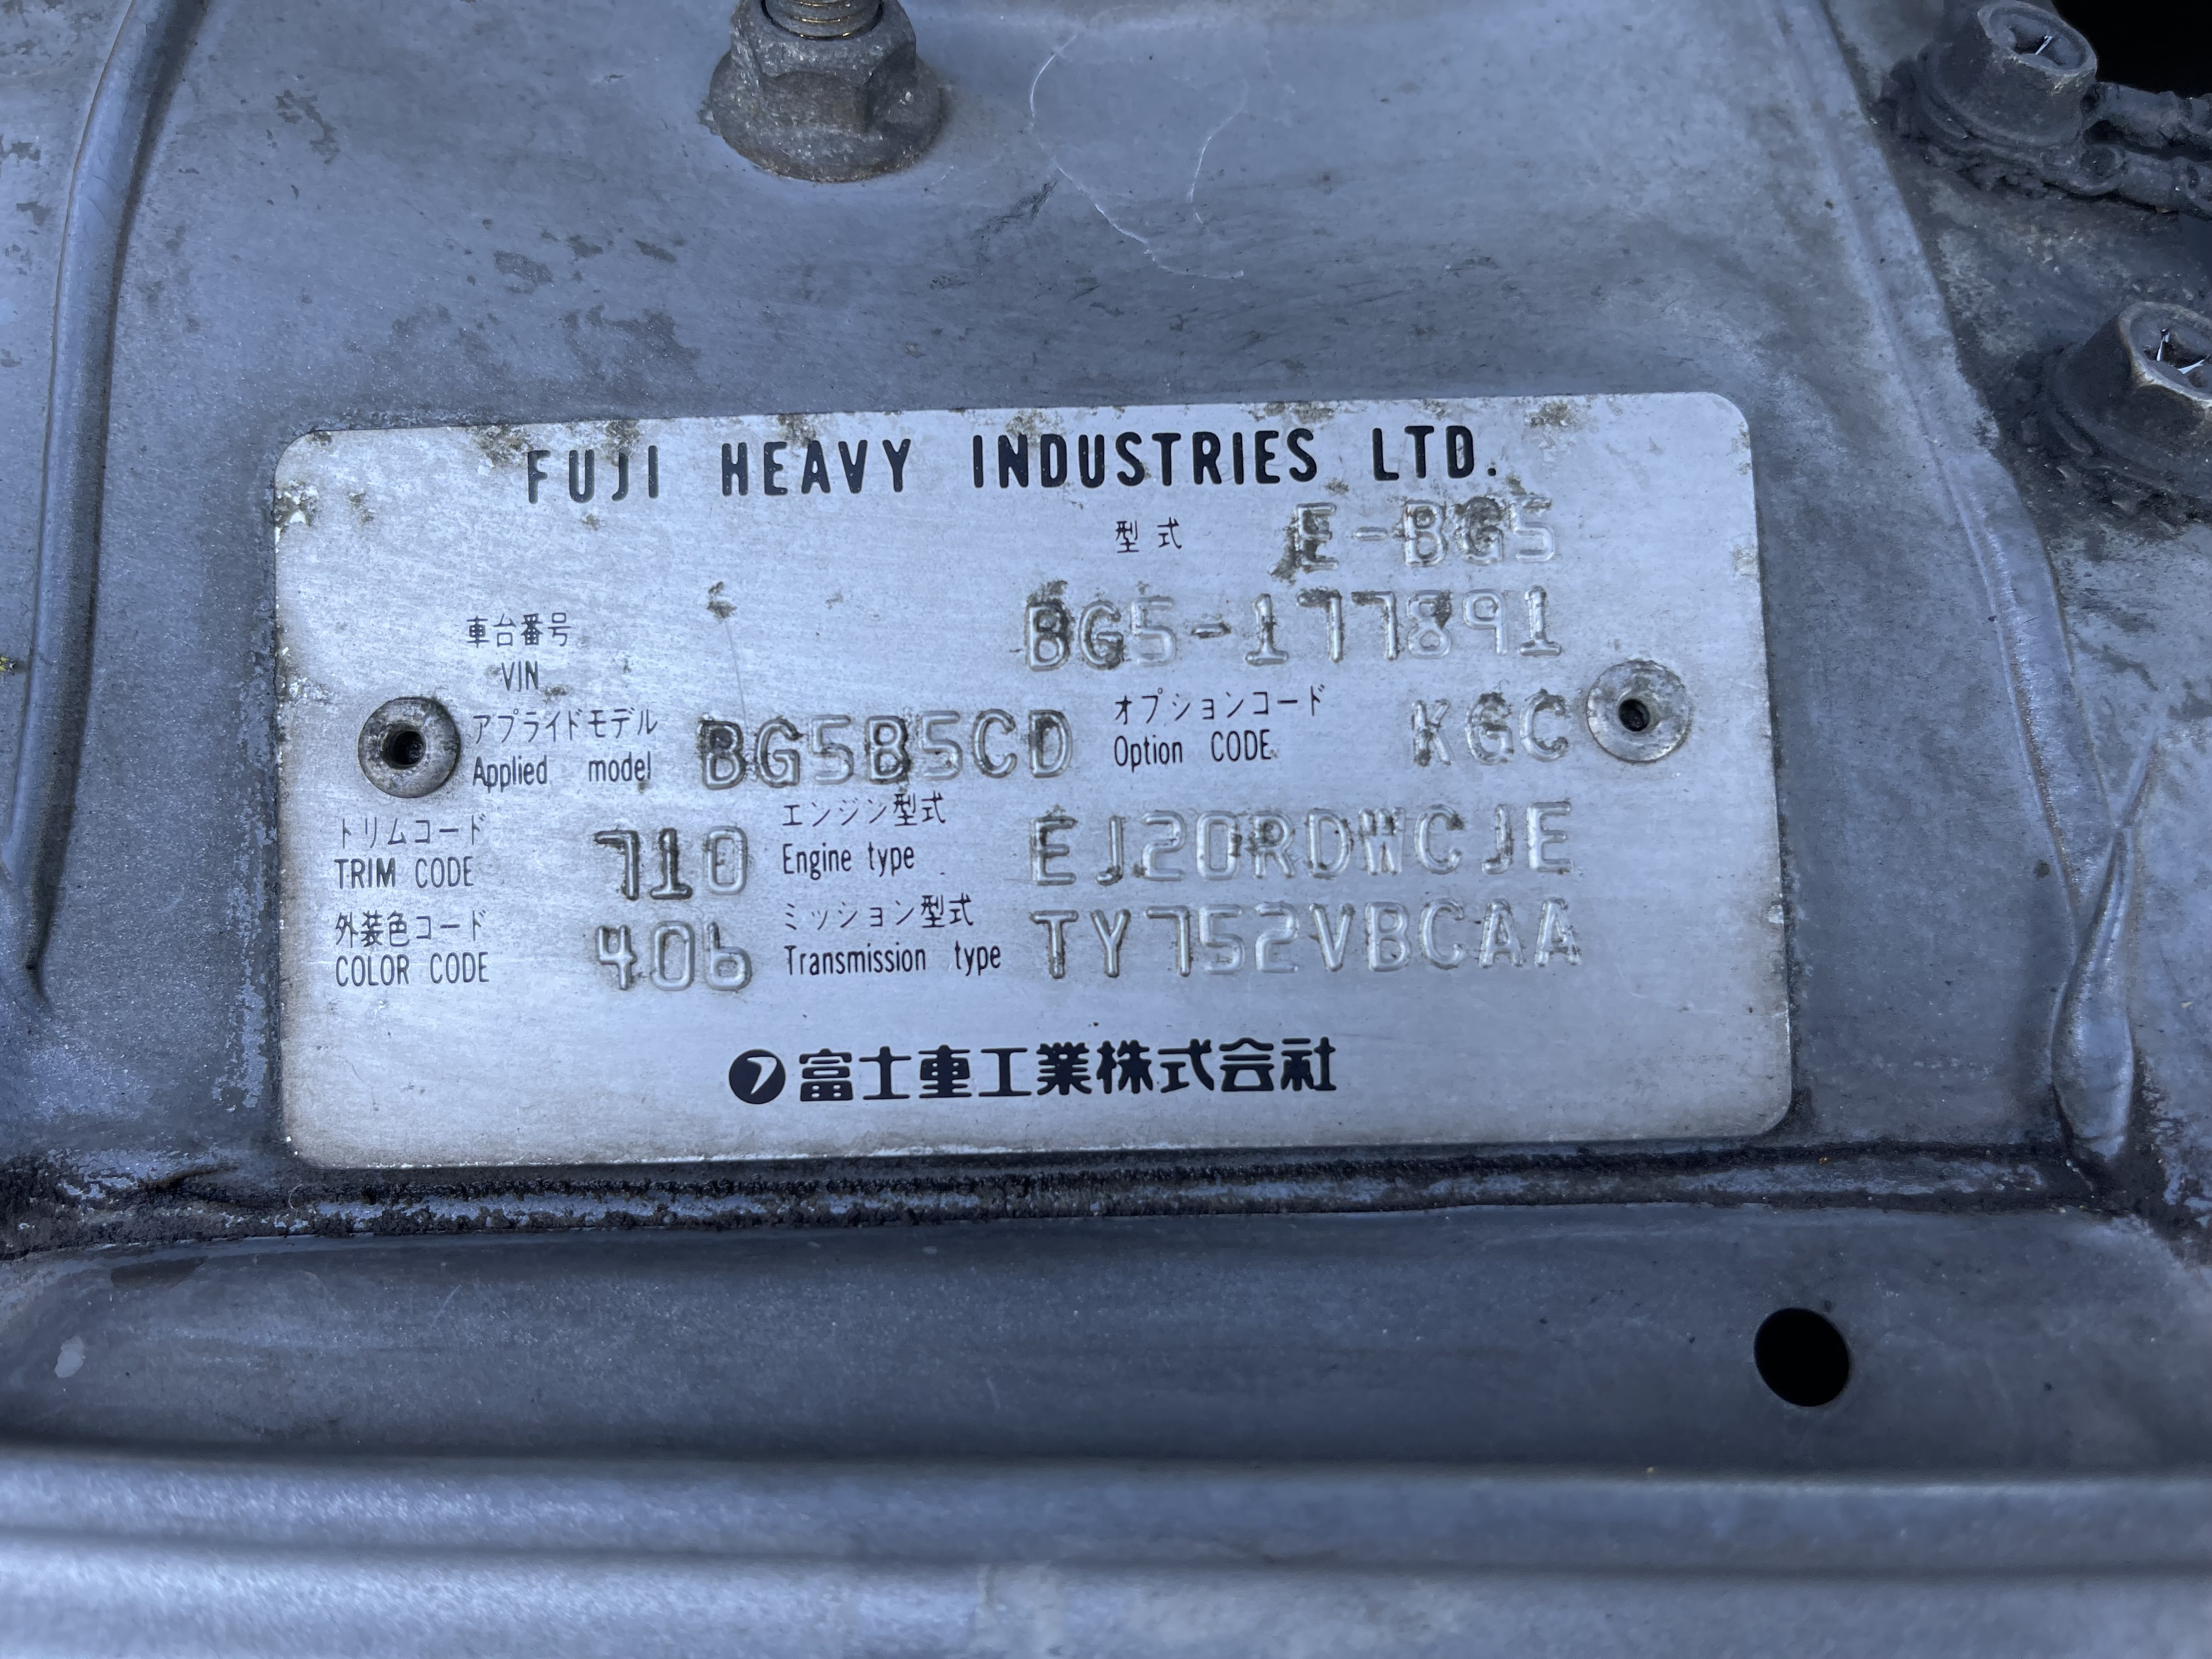 FUJI HEAVY INDUSTRIES LTD.
型式 E-BG5
車台番号
VIN BG5-177891
アプライドモデル
Applied model BG5B5CD
オプションコード
Option CODE KGC
トリムコード
TRIM CODE 710
エンジン型式
Engine type EJ20RDWCJE
外装色コード
COLOR CODE 406
ミッション型式
Transmission type TY752VBCAA
富士重工業株式会社